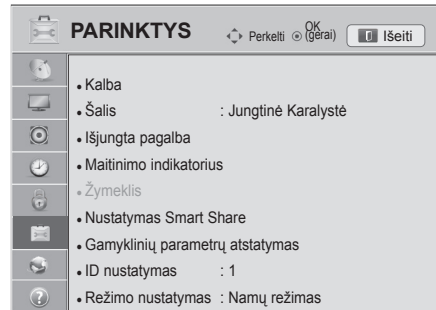 PARINKTYS
Perkelti
OK
(gerai)
Išeiti
• Kalba
• Šalis : Jungtinė Karalystė
• Išjungta pagalba
• Maitinimo indikatorius
• Žymeklis
• Nustatymas Smart Share
• Gamyklinių parametrų atstatymas
• ID nustatymas : 1
• Režimo nustatymas : Namų režimas